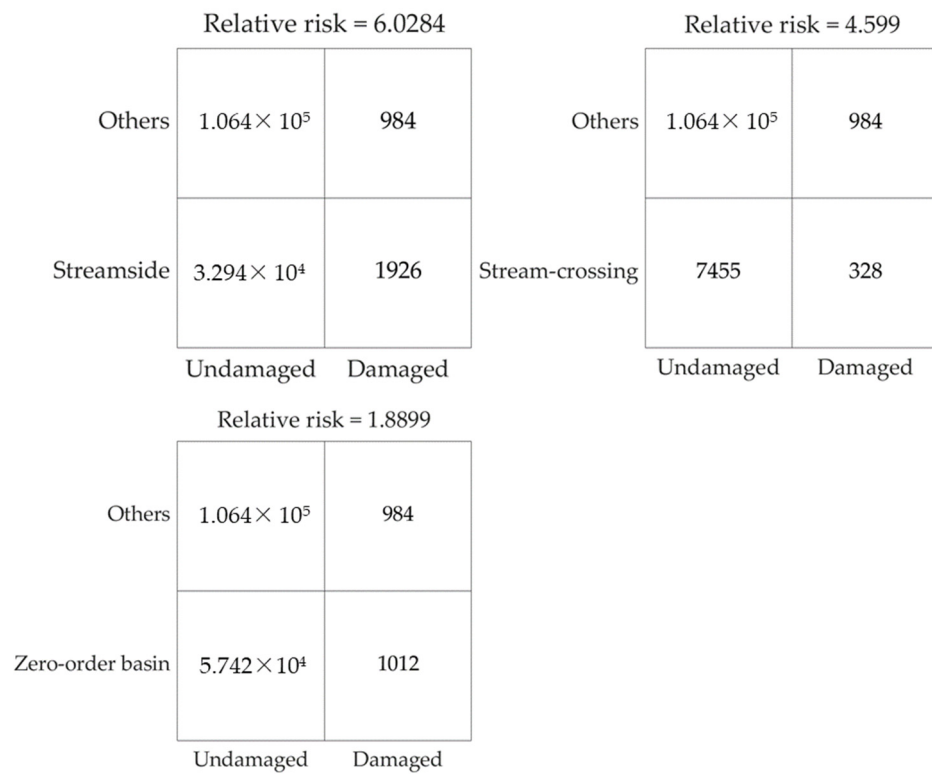 Relative risk = 6.0284
Others 1.064 × 10⁵ 984
Streamside 3.294 × 10⁴ 1926
Undamaged Damaged
Relative risk = 4.599
Others 1.064 × 10⁵ 984
Stream-crossing 7455 328
Undamaged Damaged
Relative risk = 1.8899
Others 1.064 × 10⁵ 984
Zero-order basin 5.742 × 10⁴ 1012
Undamaged Damaged